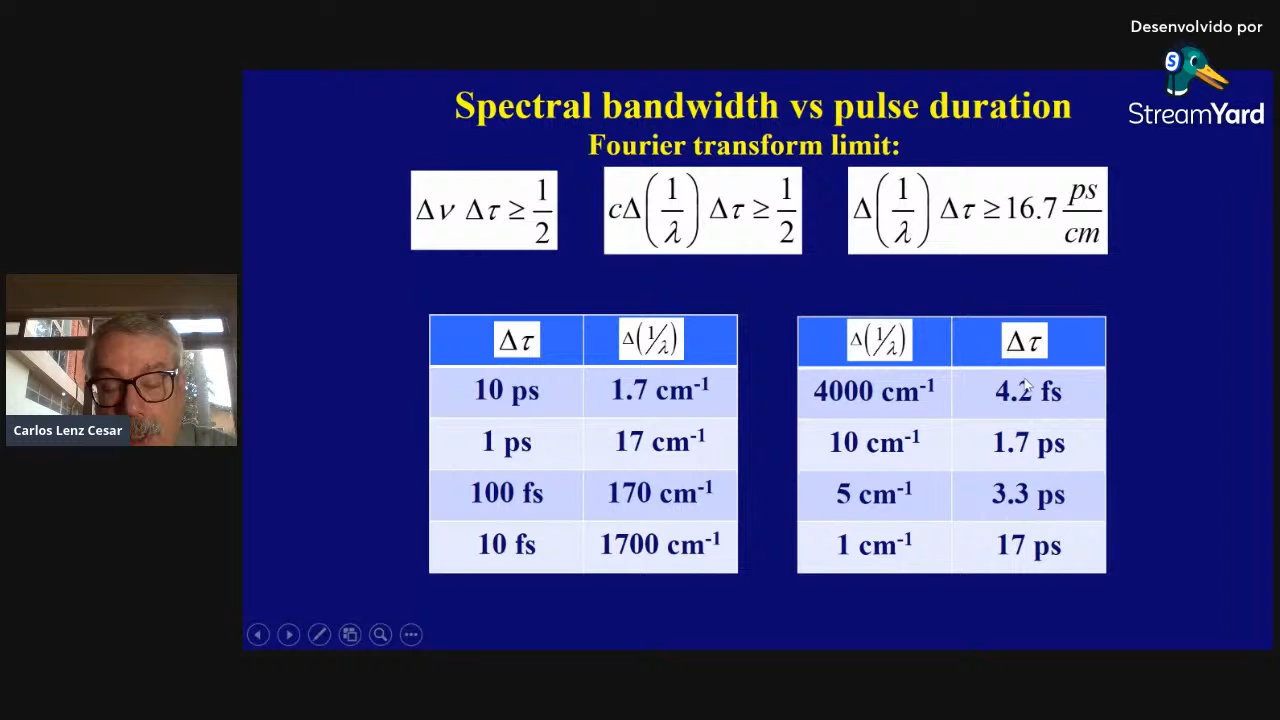 Desenvolvido por
StreamYard
Spectral bandwidth vs pulse duration
Fourier transform limit:
Δν Δτ ≥ 1/2
cΔ(1/λ) Δτ ≥ 1/2
Δ(1/λ) Δτ ≥ 16.7 ps/cm
Δτ Δ(1/λ)
10 ps 1.7 cm⁻¹
1 ps 17 cm⁻¹
100 fs 170 cm⁻¹
10 fs 1700 cm⁻¹
Δ(1/λ) Δτ
4000 cm⁻¹ 4.2 fs
10 cm⁻¹ 1.7 ps
5 cm⁻¹ 3.3 ps
1 cm⁻¹ 17 ps
Carlos Lenz Cesar